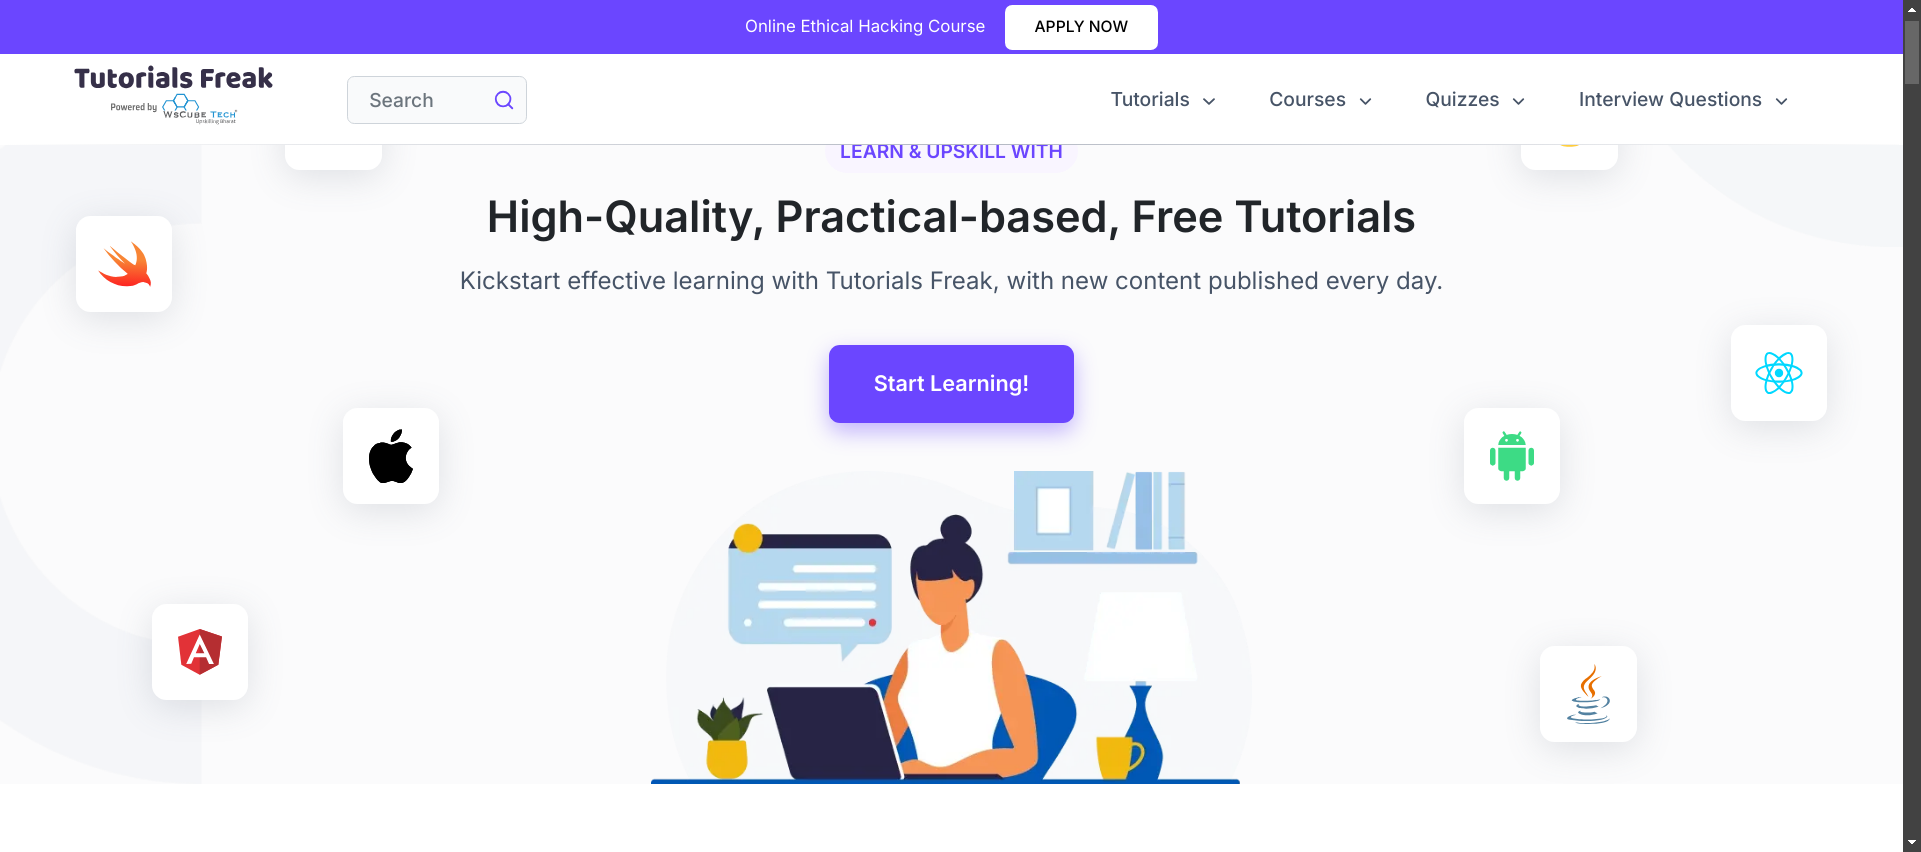 Online Ethical Hacking Course
APPLY NOW
Tutorials Freak
Powered by WsCube Tech
Upskilling Bharat
Search
Tutorials
Courses
Quizzes
Interview Questions
LEARN & UPSKILL WITH
High-Quality, Practical-based, Free Tutorials
Kickstart effective learning with Tutorials Freak, with new content published every day.
Start Learning!